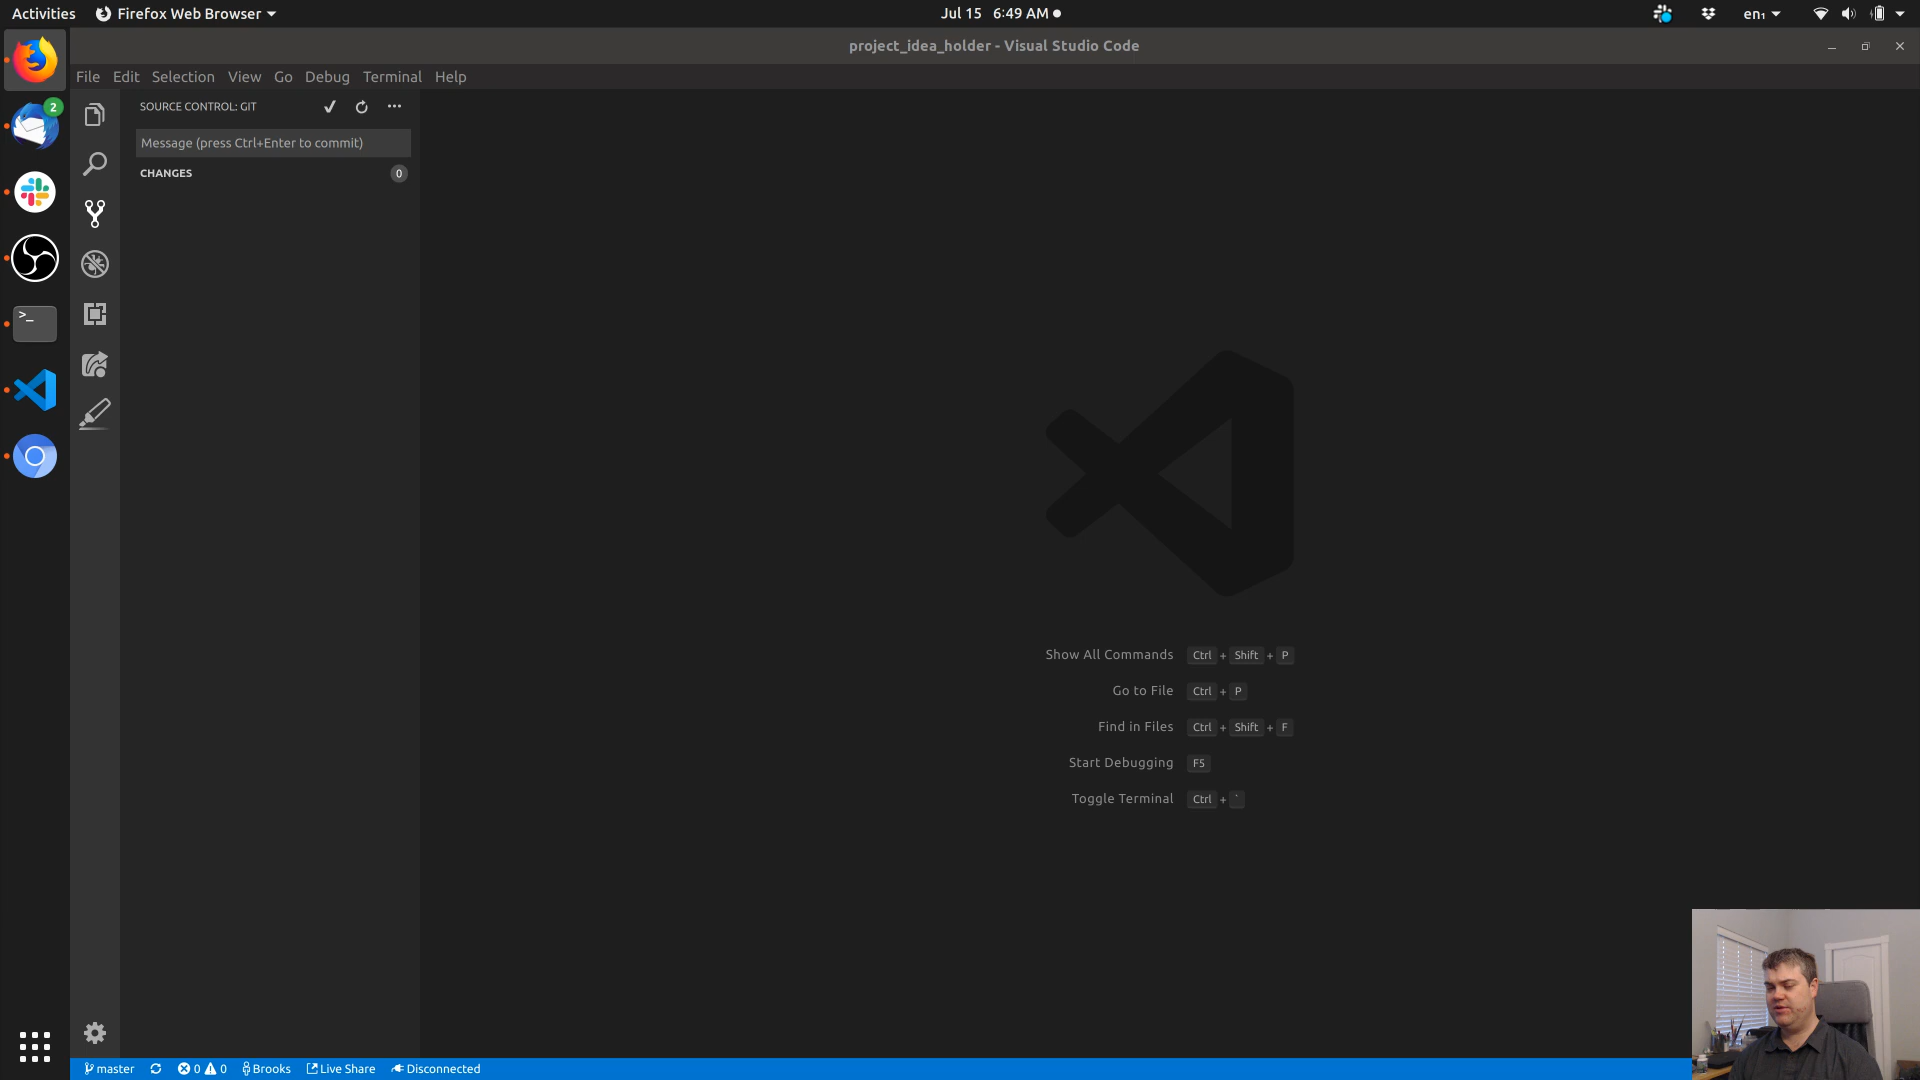 Activities
Firefox Web Browser
Jul 15 6:49 AM
en₁
project_idea_holder - Visual Studio Code
File Edit Selection View Go Debug Terminal Help
SOURCE CONTROL: GIT
2
Message (press Ctrl+Enter to commit)
CHANGES
0
>_
Show All Commands Ctrl + Shift + P
Go to File Ctrl + P
Find in Files Ctrl + Shift + F
Start Debugging F5
Toggle Terminal Ctrl + `
master 0 0 Brooks Live Share Disconnected